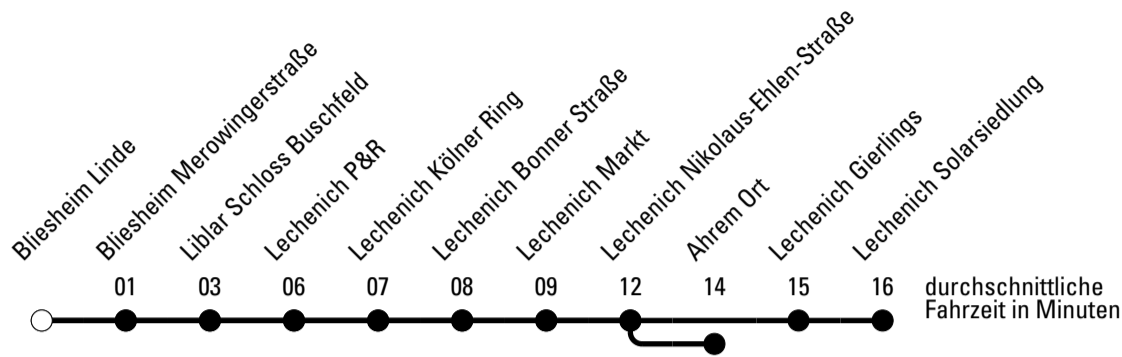 Bliesheim Linde
Bliesheim Merowingerstraße
Liblar Schloss Buschfeld
Lechenich P&R
Lechenich Kölner Ring
Lechenich Bonner Straße
Lechenich Markt
Lechenich Nikolaus-Ehlen-Straße
Ahrem Ort
Lechenich Gierlings
Lechenich Solarsiedlung
01 03 06 07 08 09 12 14 15 16
durchschnittliche
Fahrzeit in Minuten